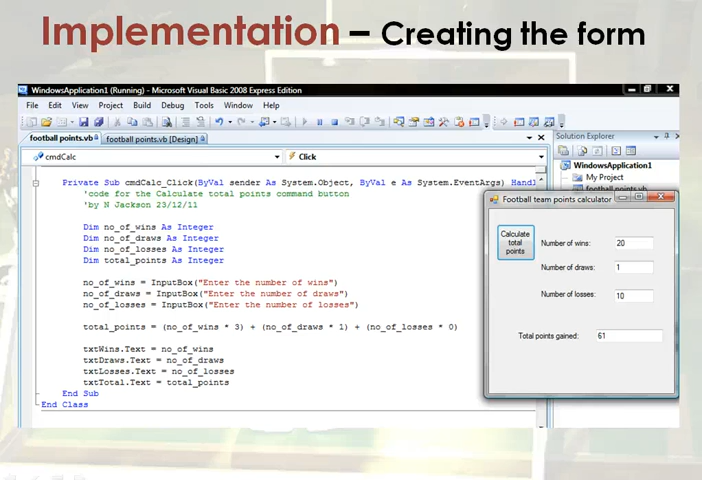 Implementation – Creating the form
WindowsApplication1 (Running) - Microsoft Visual Basic 2008 Express Edition
File Edit View Project Build Debug Tools Window Help
football points.vb football points.vb [Design]
Solution Explorer
cmdCalc Click
WindowsApplication1
My Project
football points.vb
Private Sub cmdCalc_Click(ByVal sender As System.Object, ByVal e As System.EventArgs) Handl
'code for the Calculate total points command button
'by N Jackson 23/12/11
Dim no_of_wins As Integer
Dim no_of_draws As Integer
Dim no_of_losses As Integer
Dim total_points As Integer
no_of_wins = InputBox("Enter the number of wins")
no_of_draws = InputBox("Enter the number of draws")
no_of_losses = InputBox("Enter the number of losses")
total_points = (no_of_wins * 3) + (no_of_draws * 1) + (no_of_losses * 0)
txtWins.Text = no_of_wins
txtDraws.Text = no_of_draws
txtLosses.Text = no_of_losses
txtTotal.Text = total_points
End Sub
End Class
Football team points calculator
Calculate
total
points
Number of wins: 20
Number of draws: 1
Number of losses: 10
Total points gained: 61